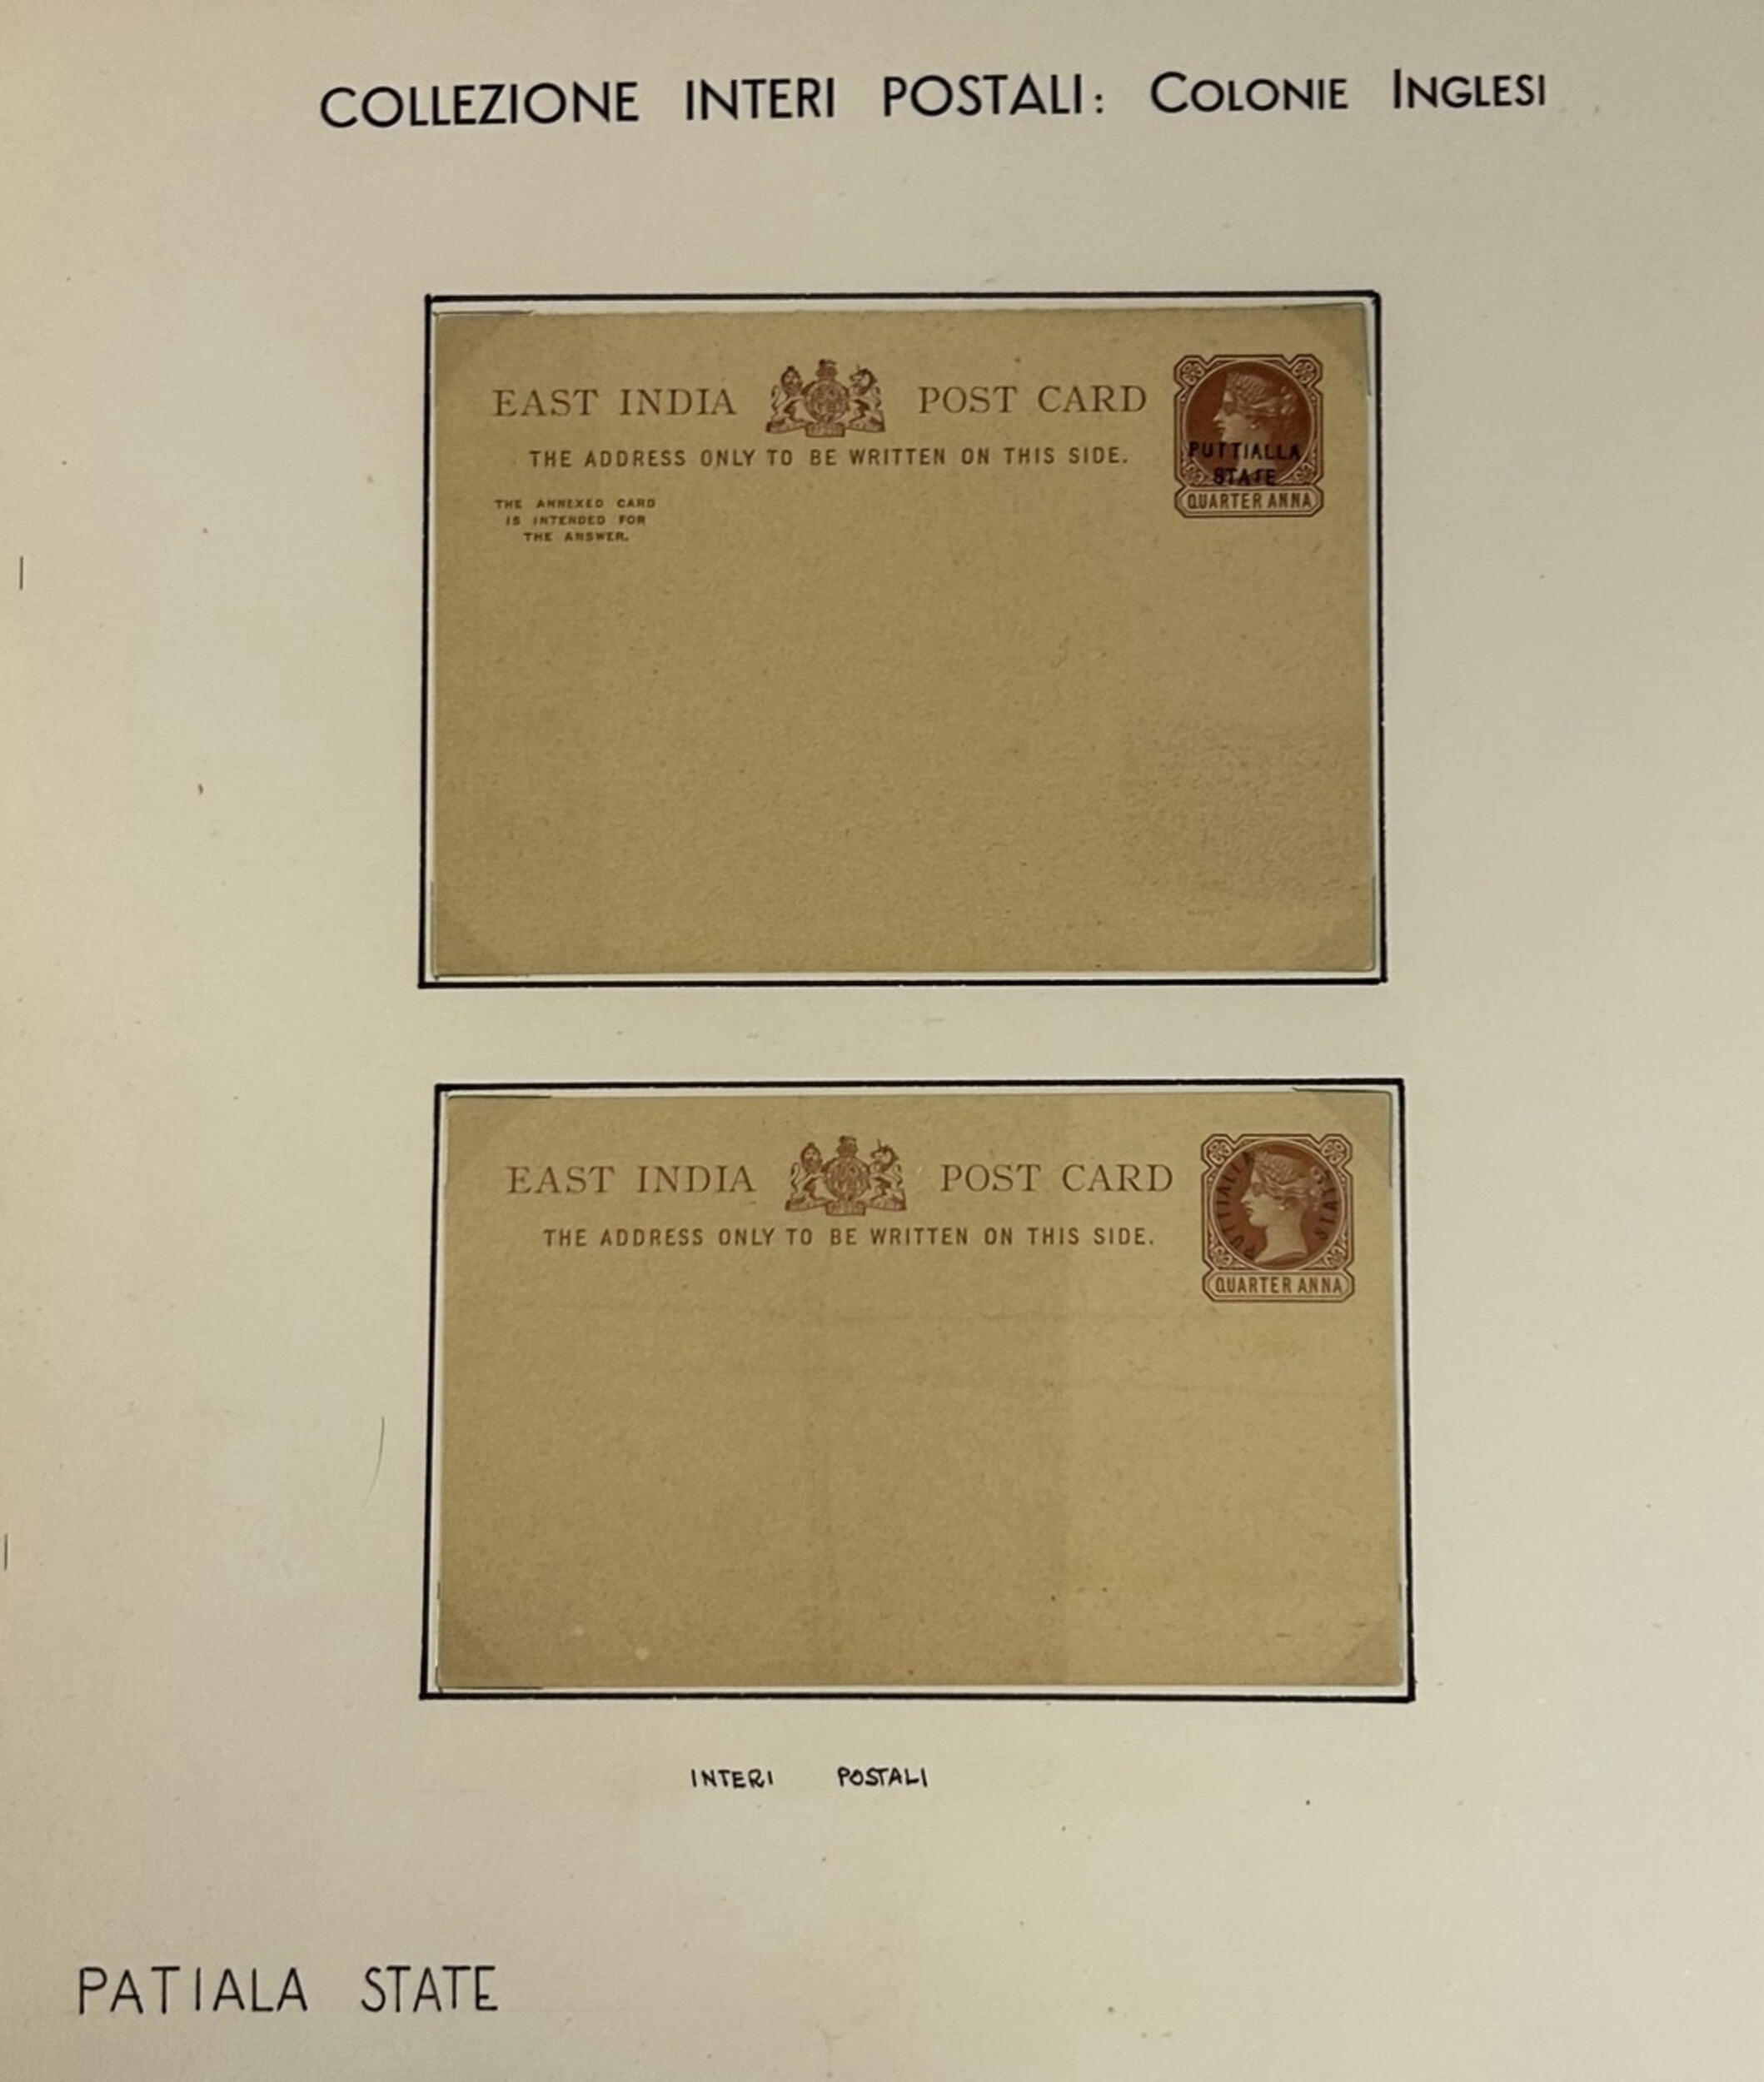 COLLEZIONE INTERI POSTALI: COLONIE INGLESI
EAST INDIA POST CARD
THE ADDRESS ONLY TO BE WRITTEN ON THIS SIDE.
THE ANNEXED CARD
IS INTENDED FOR
THE ANSWER.
PUTTIALLA
STATE
QUARTER ANNA
EAST INDIA POST CARD
THE ADDRESS ONLY TO BE WRITTEN ON THIS SIDE.
PUTTIALLA STATE
QUARTER ANNA
INTERI POSTALI
PATIALA STATE